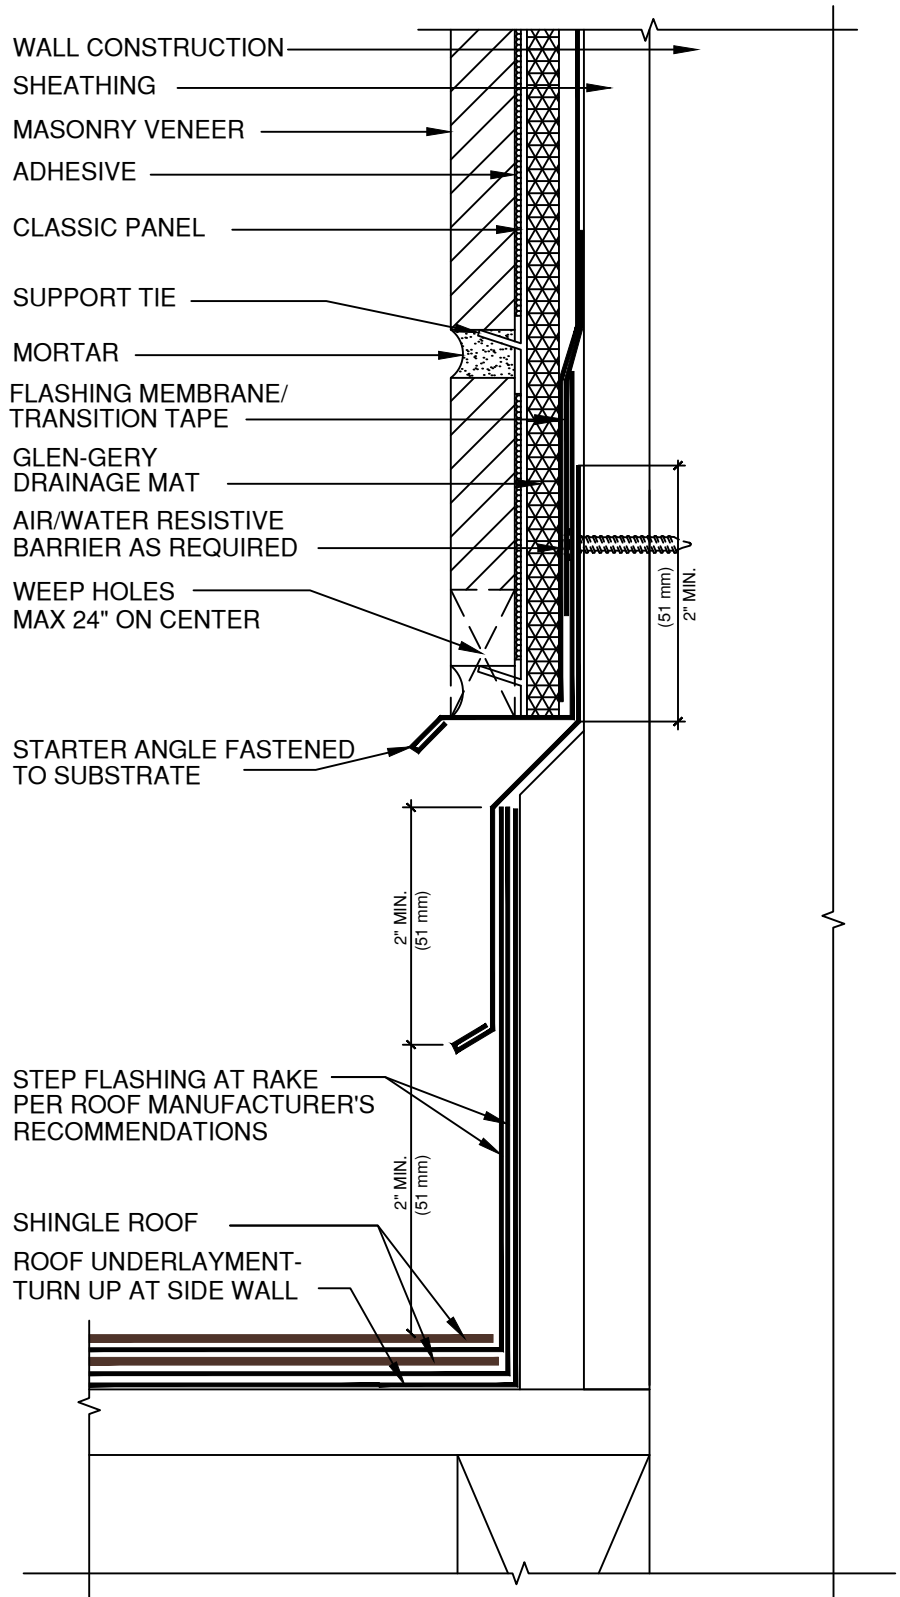 WALL CONSTRUCTION
SHEATHING
MASONRY VENEER
ADHESIVE
CLASSIC PANEL
SUPPORT TIE
MORTAR
FLASHING MEMBRANE/
TRANSITION TAPE
GLEN-GERY
DRAINAGE MAT
AIR/WATER RESISTIVE
BARRIER AS REQUIRED
WEEP HOLES
MAX 24" ON CENTER
2" MIN.
(51 mm)
STARTER ANGLE FASTENED
TO SUBSTRATE
2" MIN.
(51 mm)
STEP FLASHING AT RAKE
PER ROOF MANUFACTURER'S
RECOMMENDATIONS
2" MIN.
(51 mm)
SHINGLE ROOF
ROOF UNDERLAYMENT-
TURN UP AT SIDE WALL